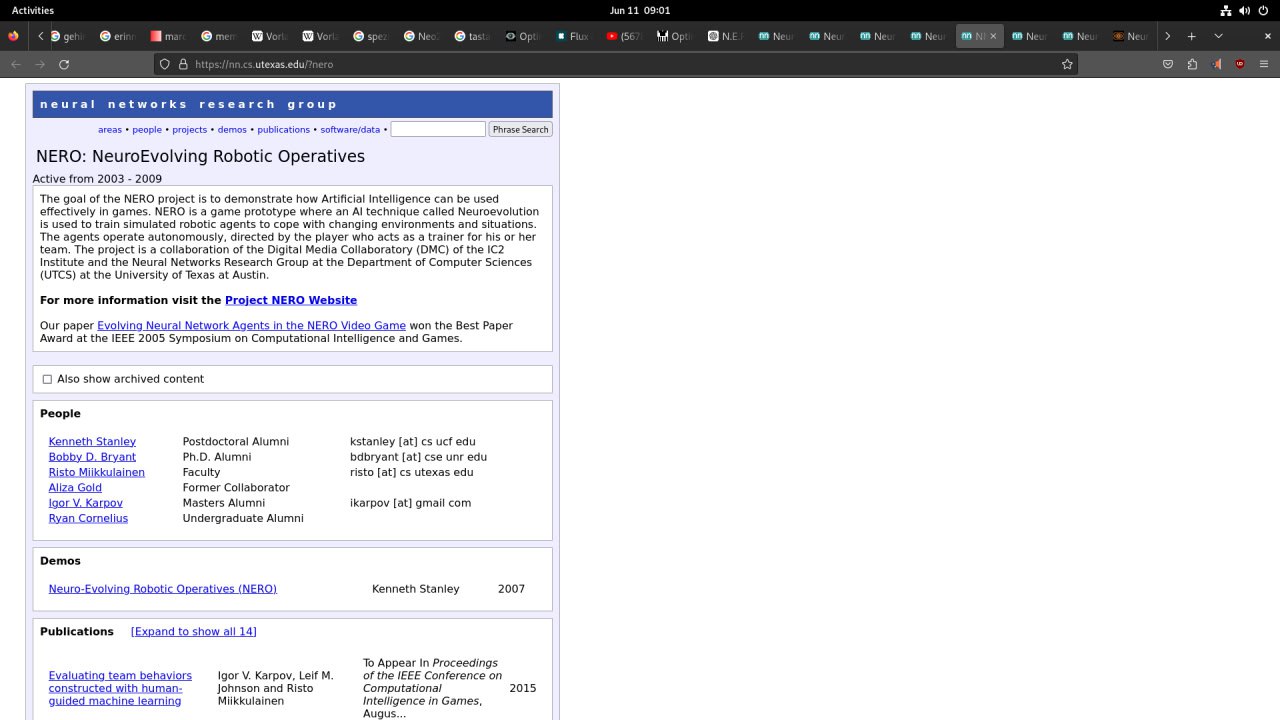 Activities
Jun 11 09:01
gehi
erinn
marc
mem
Vorla
Vorla
spez
Neo2
tasta
Opti
Flux
(567
Opti
N.E.F
Neur
Neur
Neur
Neur
N
Neur
Neur
Neur
https://nn.cs.utexas.edu/?nero
neural networks research group
areas • people • projects • demos • publications • software/data • Phrase Search
NERO: NeuroEvolving Robotic Operatives
Active from 2003 - 2009
The goal of the NERO project is to demonstrate how Artificial Intelligence can be used
effectively in games. NERO is a game prototype where an AI technique called Neuroevolution
is used to train simulated robotic agents to cope with changing environments and situations.
The agents operate autonomously, directed by the player who acts as a trainer for his or her
team. The project is a collaboration of the Digital Media Collaboratory (DMC) of the IC2
Institute and the Neural Networks Research Group at the Department of Computer Sciences
(UTCS) at the University of Texas at Austin.
For more information visit the Project NERO Website
Our paper Evolving Neural Network Agents in the NERO Video Game won the Best Paper
Award at the IEEE 2005 Symposium on Computational Intelligence and Games.
Also show archived content
People
Kenneth Stanley Postdoctoral Alumni kstanley [at] cs ucf edu
Bobby D. Bryant Ph.D. Alumni bdbryant [at] cse unr edu
Risto Miikkulainen Faculty risto [at] cs utexas edu
Aliza Gold Former Collaborator
Igor V. Karpov Masters Alumni ikarpov [at] gmail com
Ryan Cornelius Undergraduate Alumni
Demos
Neuro-Evolving Robotic Operatives (NERO) Kenneth Stanley 2007
Publications [Expand to show all 14]
Evaluating team behaviors
constructed with human-
guided machine learning
Igor V. Karpov, Leif M.
Johnson and Risto
Miikkulainen
To Appear In Proceedings
of the IEEE Conference on
Computational
Intelligence in Games,
Augus...
2015